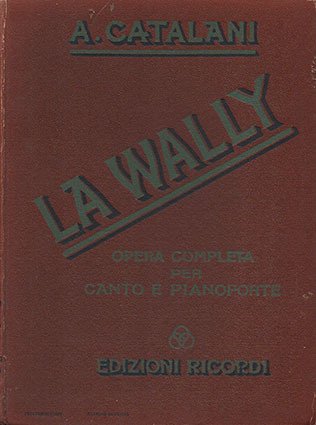 A. CATALANI
LA WALLY
OPERA COMPLETA
PER
CANTO E PIANOFORTE
EDIZIONI RICORDI